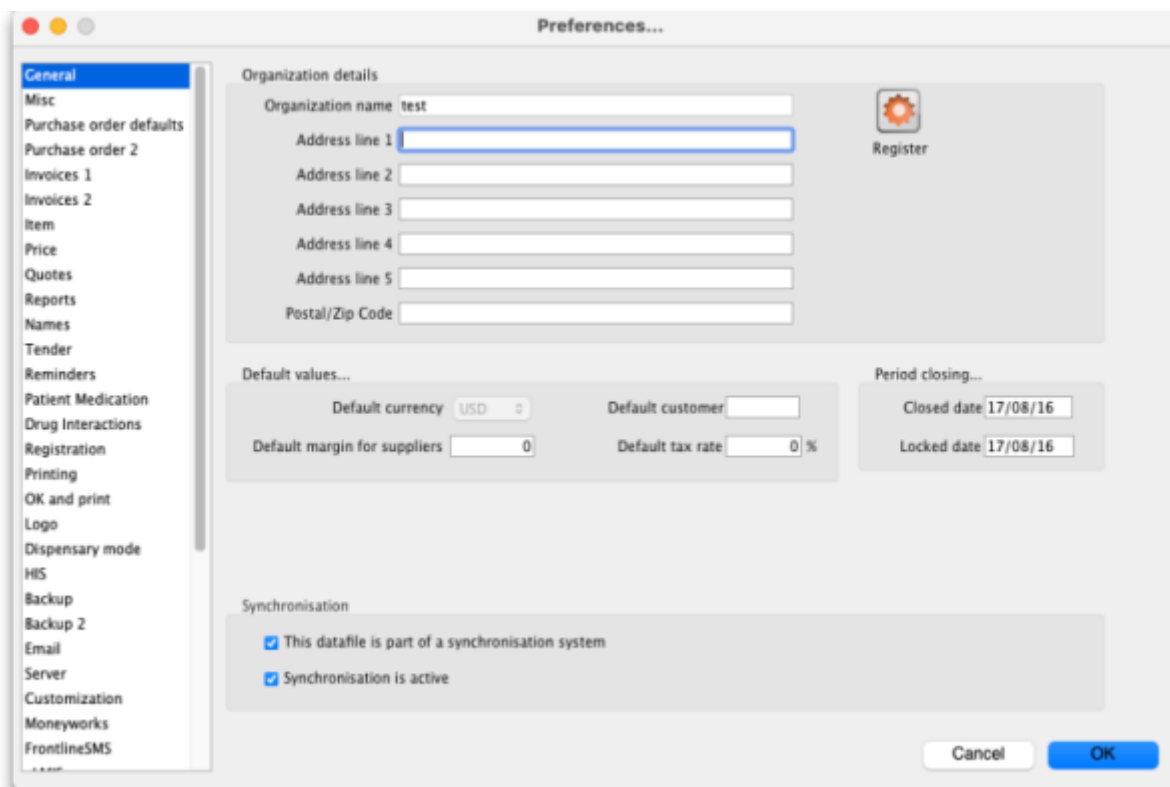 Preferences...
General
Misc
Purchase order defaults
Purchase order 2
Invoices 1
Invoices 2
Item
Price
Quotes
Reports
Names
Tender
Reminders
Patient Medication
Drug Interactions
Registration
Printing
OK and print
Logo
Dispensary mode
HIS
Backup
Backup 2
Email
Server
Customization
Moneyworks
FrontlineSMS
Organization details
Organization name test
Address line 1
Address line 2
Address line 3
Address line 4
Address line 5
Postal/Zip Code
Register
Default values...
Default currency USD Default customer
Default margin for suppliers 0 Default tax rate 0 %
Period closing...
Closed date 17/08/16
Locked date 17/08/16
Synchronisation
This datafile is part of a synchronisation system
Synchronisation is active
Cancel OK